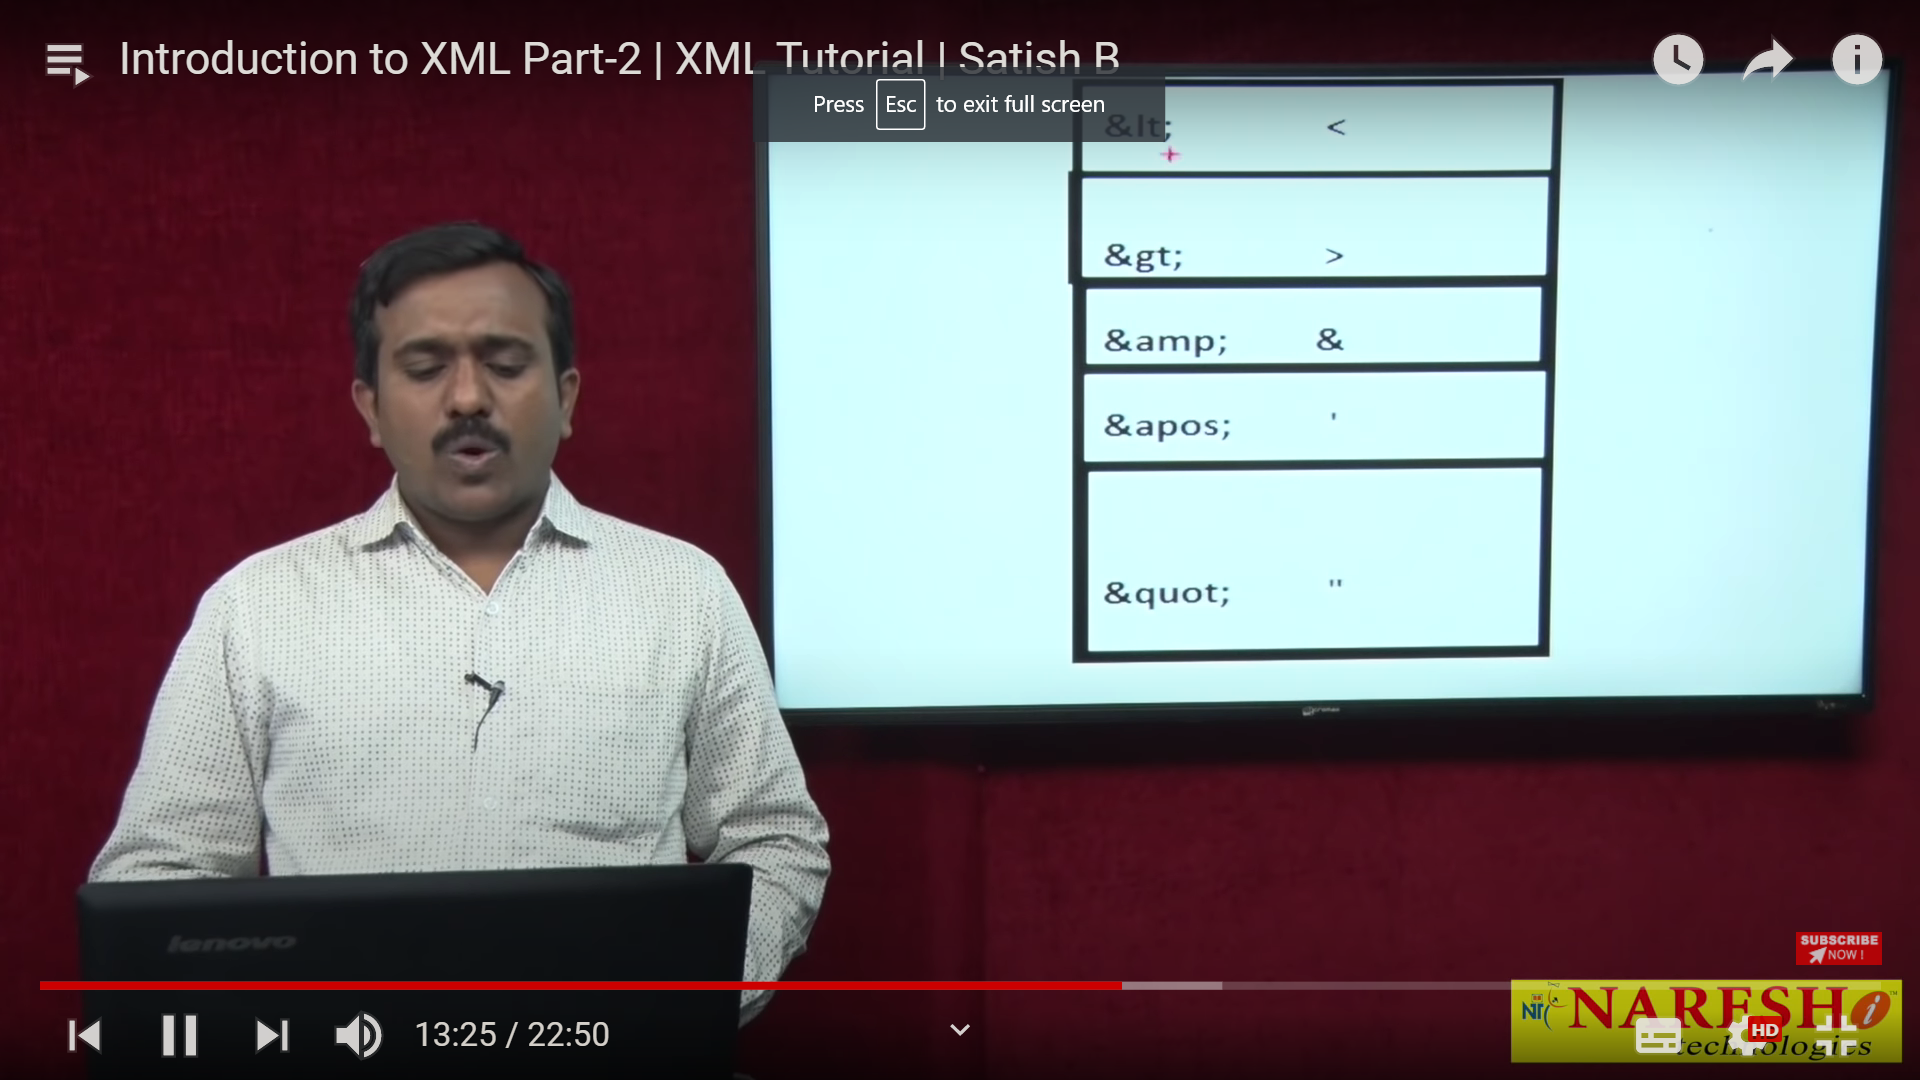 Introduction to XML Part-2 | XML Tutorial | Satish B
Press Esc to exit full screen
&lt; <
&gt; >
&amp; &
&apos; '
&quot; "
lenovo
SUBSCRIBE
NOW !
NARESH i
technologies
HD
13:25 / 22:50